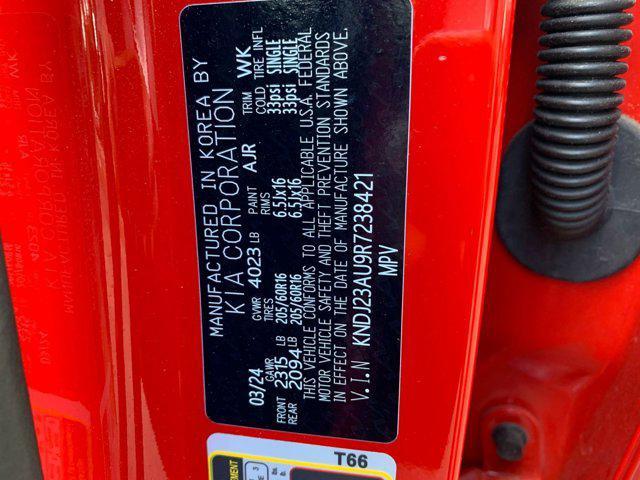 MANUFACTURED IN KOREA BY
KIA CORPORATION
03/24 GVWR 4023 LB PAINT AJR TRIM WK
GAWR TIRES RIMS COLD TIRE INFL
FRONT 2315 LB 205/60R16 6.5JX16 33psi SINGLE
REAR 2094 LB 205/60R16 6.5JX16 33psi SINGLE
THIS VEHICLE CONFORMS TO ALL APPLICABLE U.S.A. FEDERAL
MOTOR VEHICLE SAFETY AND THEFT PREVENTION STANDARDS
IN EFFECT ON THE DATE OF MANUFACTURE SHOWN ABOVE.
V.I.N KNDJ23AU9R7238421
MPV
T66